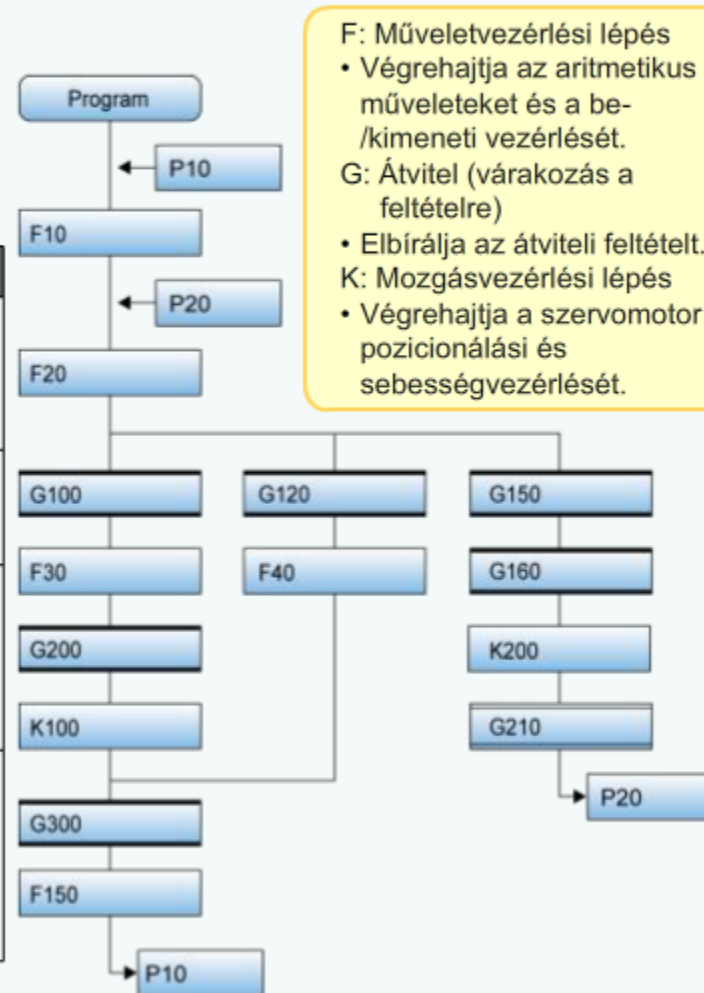 F: Műveletvezérlési lépés
• Végrehajtja az aritmetikus
műveleteket és a be-
/kimeneti vezérlését.
G: Átvitel (várakozás a
feltételre)
• Elbírálja az átviteli feltételt.
K: Mozgásvezérlési lépés
• Végrehajtja a szervomotor
pozicionálási és
sebességvezérlését.
Program
P10
F10
P20
F20
G100
G120
G150
F30
F40
G160
G200
K200
K100
G210
P20
G300
F150
P10